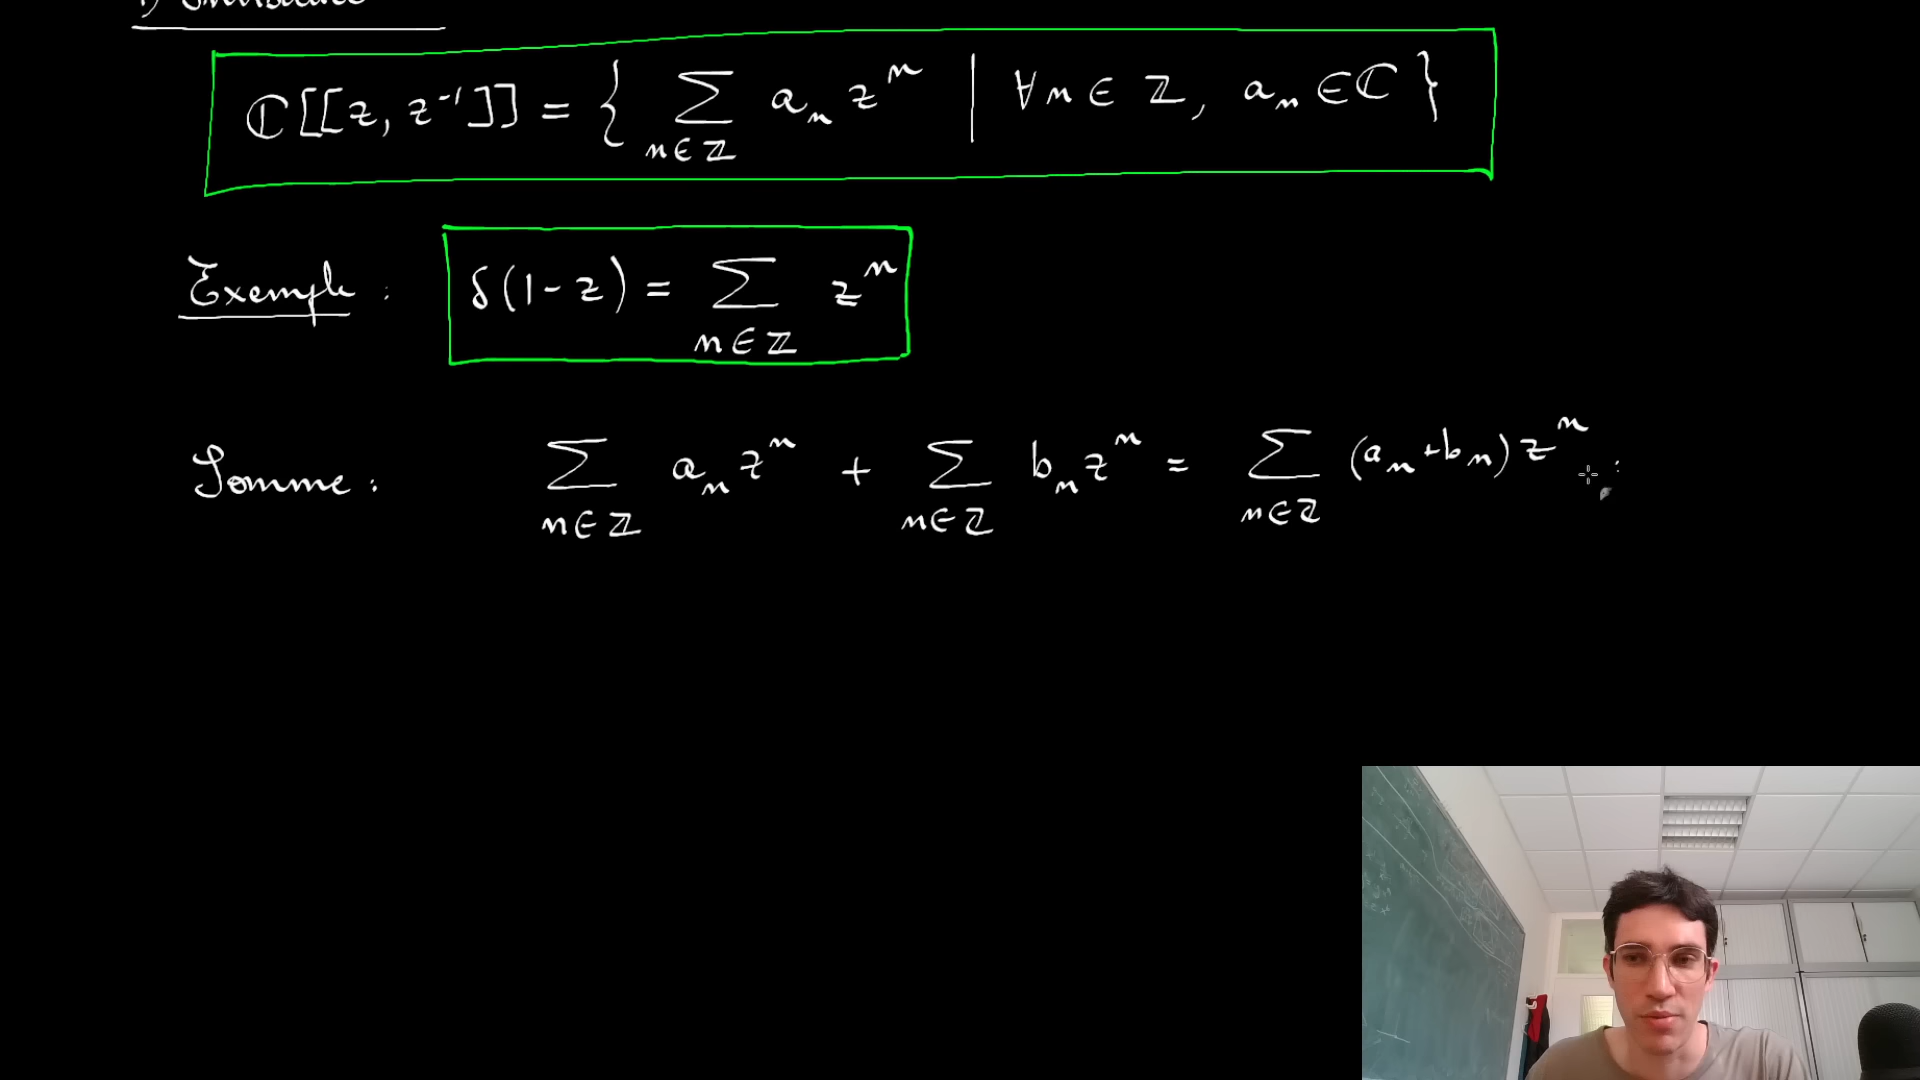 ℂ[[z, z⁻¹]] = { ∑_{n∈ℤ} aₙ zⁿ | ∀n ∈ ℤ, aₙ ∈ ℂ }
Exemple : δ(1-z) = ∑_{n∈ℤ} zⁿ
Somme : ∑_{n∈ℤ} aₙ zⁿ + ∑_{n∈ℤ} bₙ zⁿ = ∑_{n∈ℤ} (aₙ+bₙ) zⁿ